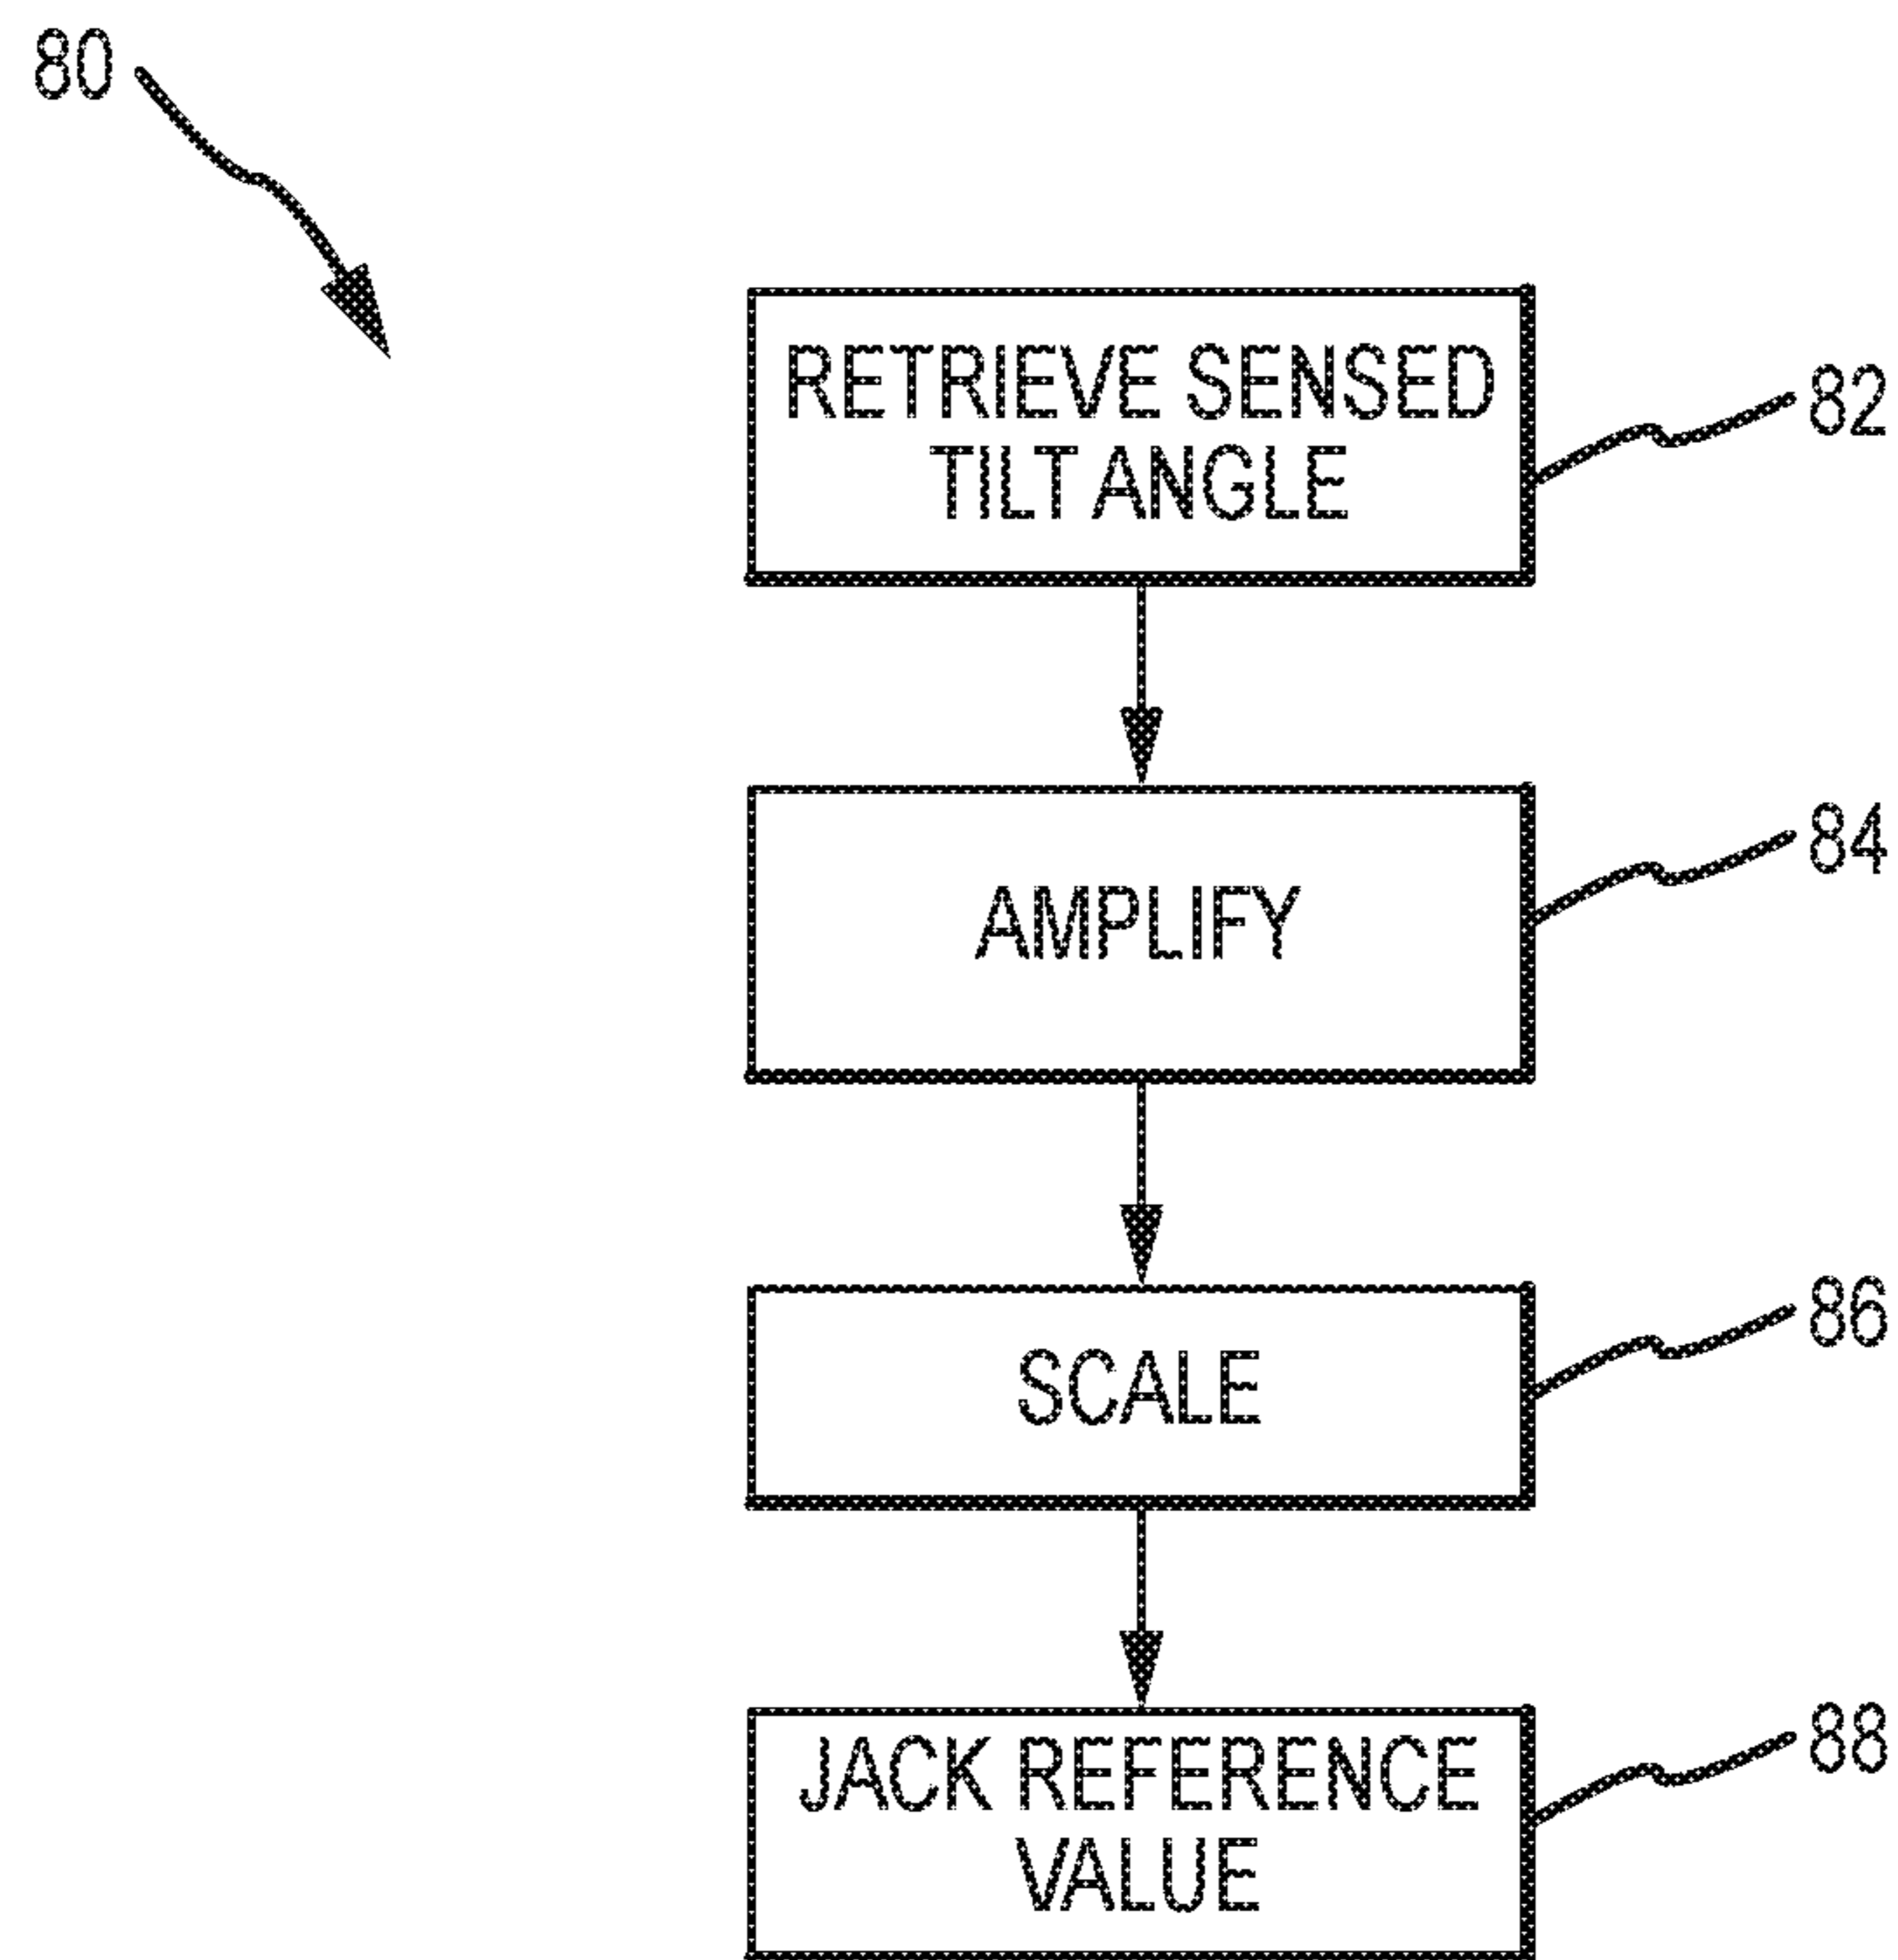 80
RETRIEVE SENSED
TILT ANGLE
82
AMPLIFY
84
SCALE
86
JACK REFERENCE
VALUE
88